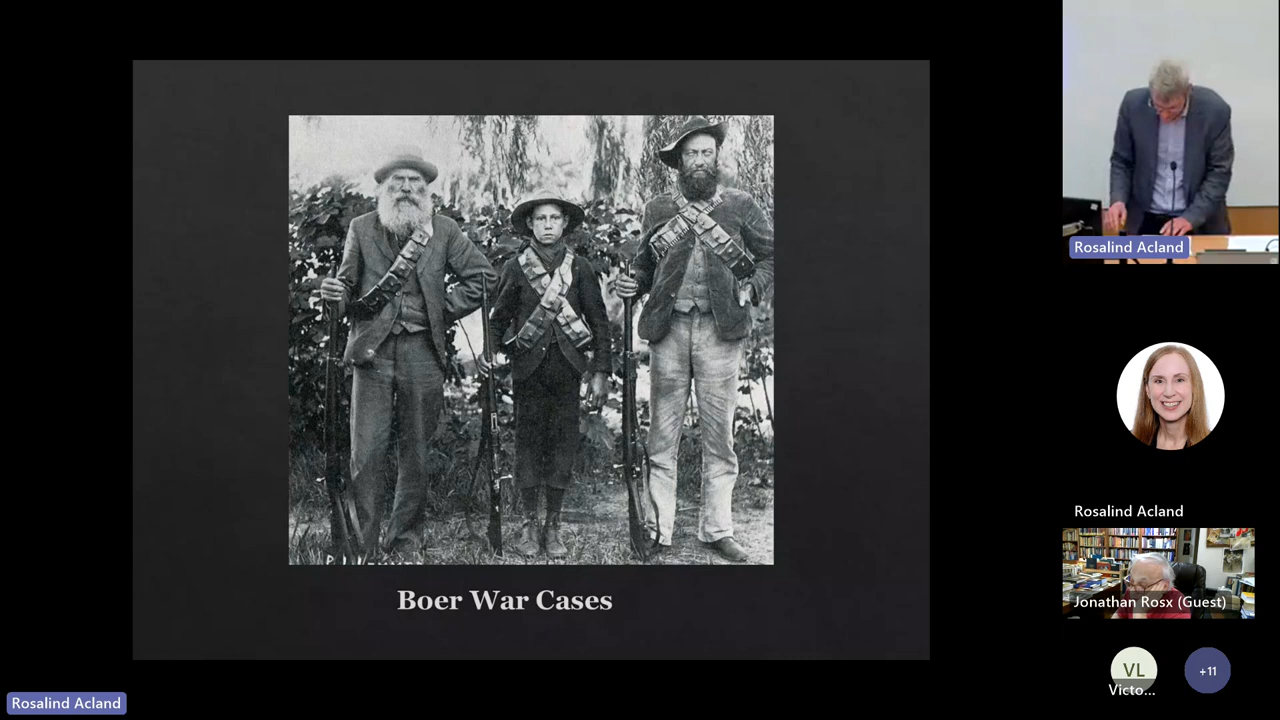 Boer War Cases
Rosalind Acland
Rosalind Acland
Jonathan Rosx (Guest)
VL
Victo...
+11
Rosalind Acland